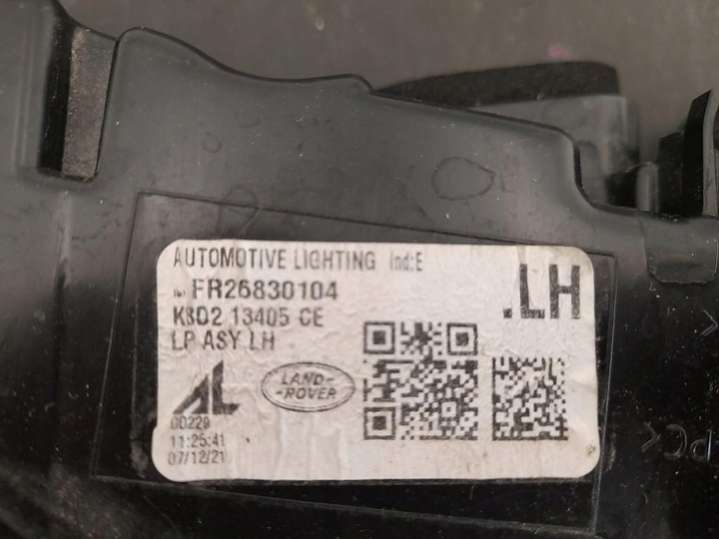 AUTOMOTIVE LIGHTING Ind:E
FR26830104
.LH
K8D2 13405 CE
LP ASY LH
AL
LAND-
-ROVER
00229
11:25:41
07/12/21
>PC<